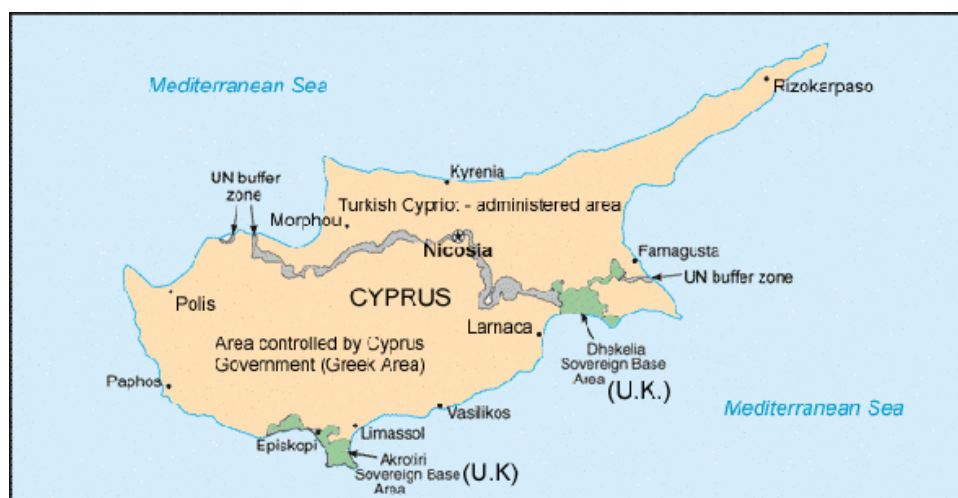 Mediterranean Sea
Rizokarpaso
UN buffer
zone
Kyrenia
Morphou
Turkish Cypriot - administered area
Nicosia
Famagusta
UN buffer zone
Polis
CYPRUS
Larnaca
Area controlled by Cyprus
Government (Greek Area)
Dhekelia
Sovereign Base
Area (U.K.)
Paphos
Vasilikos
Mediterranean Sea
Episkopi
Limassol
Akrotiri
Sovereign Base (U.K)
Area